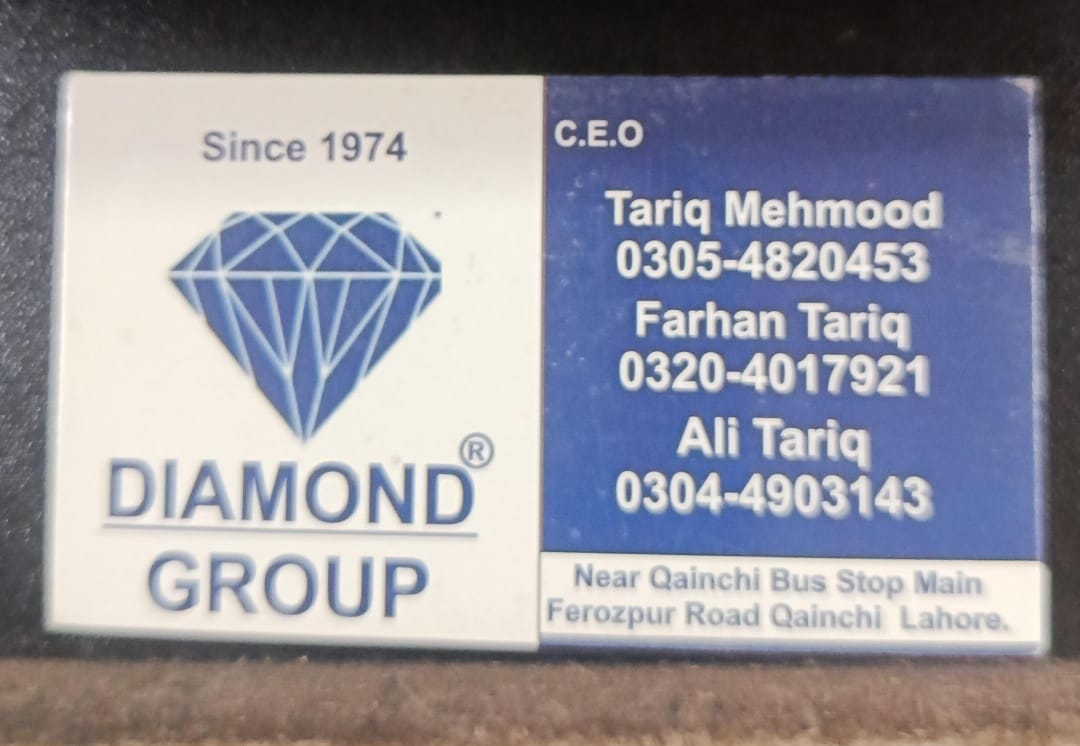 Since 1974
DIAMOND®
GROUP
C.E.O
Tariq Mehmood
0305-4820453
Farhan Tariq
0320-4017921
Ali Tariq
0304-4903143
Near Qainchi Bus Stop Main
Ferozpur Road Qainchi Lahore.